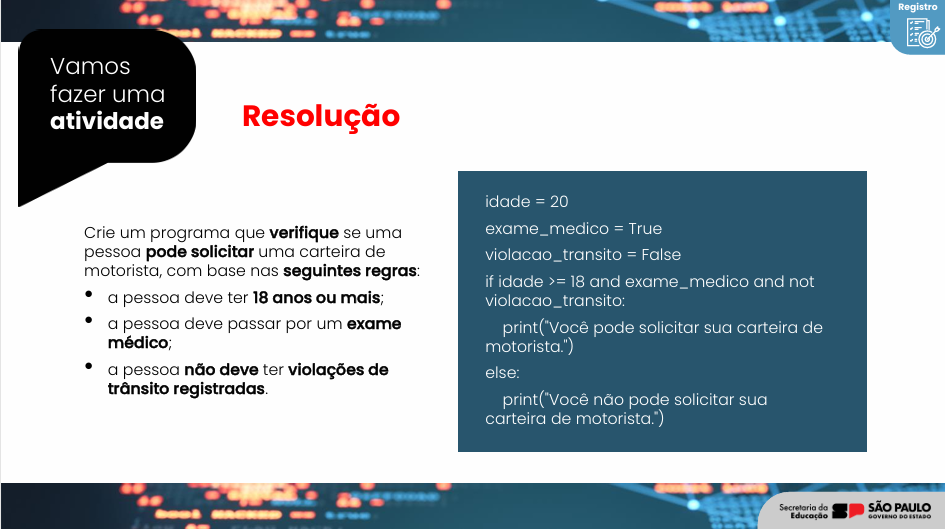 Registro
Vamos
fazer uma
atividade
Resolução
Crie um programa que verifique se uma
pessoa pode solicitar uma carteira de
motorista, com base nas seguintes regras:
• a pessoa deve ter 18 anos ou mais;
• a pessoa deve passar por um exame
médico;
• a pessoa não deve ter violações de
trânsito registradas.
idade = 20
exame_medico = True
violacao_transito = False
if idade >= 18 and exame_medico and not
violacao_transito:
    print("Você pode solicitar sua carteira de
motorista.")
else:
    print("Você não pode solicitar sua
carteira de motorista.")
Secretaria da
Educação
SÃO PAULO
GOVERNO DO ESTADO